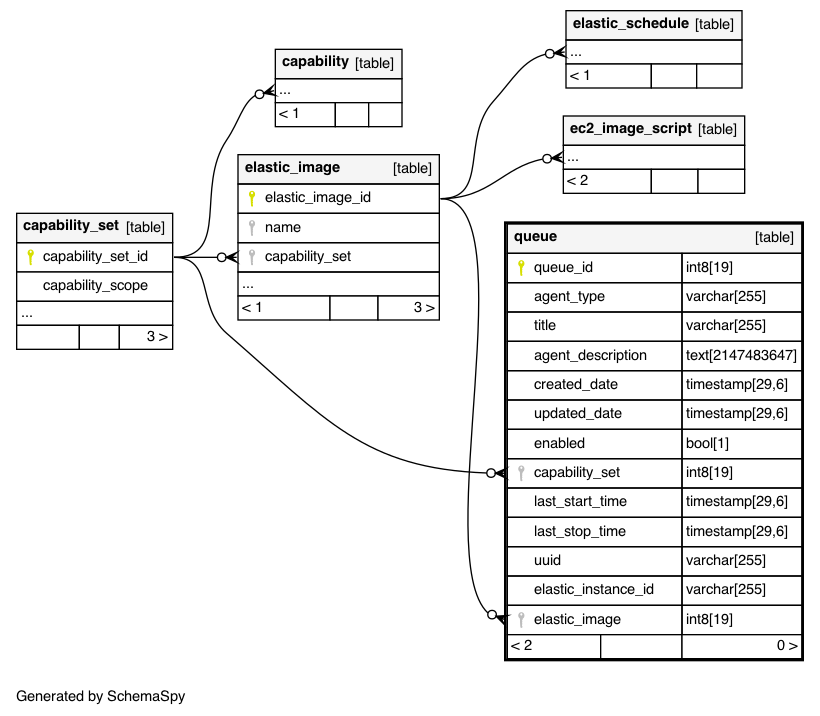 elastic_schedule [table]
...
< 1
capability [table]
...
< 1
ec2_image_script [table]
...
< 2
elastic_image [table]
elastic_image_id
name
capability_set
...
< 1 3 >
capability_set [table]
capability_set_id
capability_scope
...
3 >
queue [table]
queue_id int8[19]
agent_type varchar[255]
title varchar[255]
agent_description text[2147483647]
created_date timestamp[29,6]
updated_date timestamp[29,6]
enabled bool[1]
capability_set int8[19]
last_start_time timestamp[29,6]
last_stop_time timestamp[29,6]
uuid varchar[255]
elastic_instance_id varchar[255]
elastic_image int8[19]
< 2 0 >
Generated by SchemaSpy